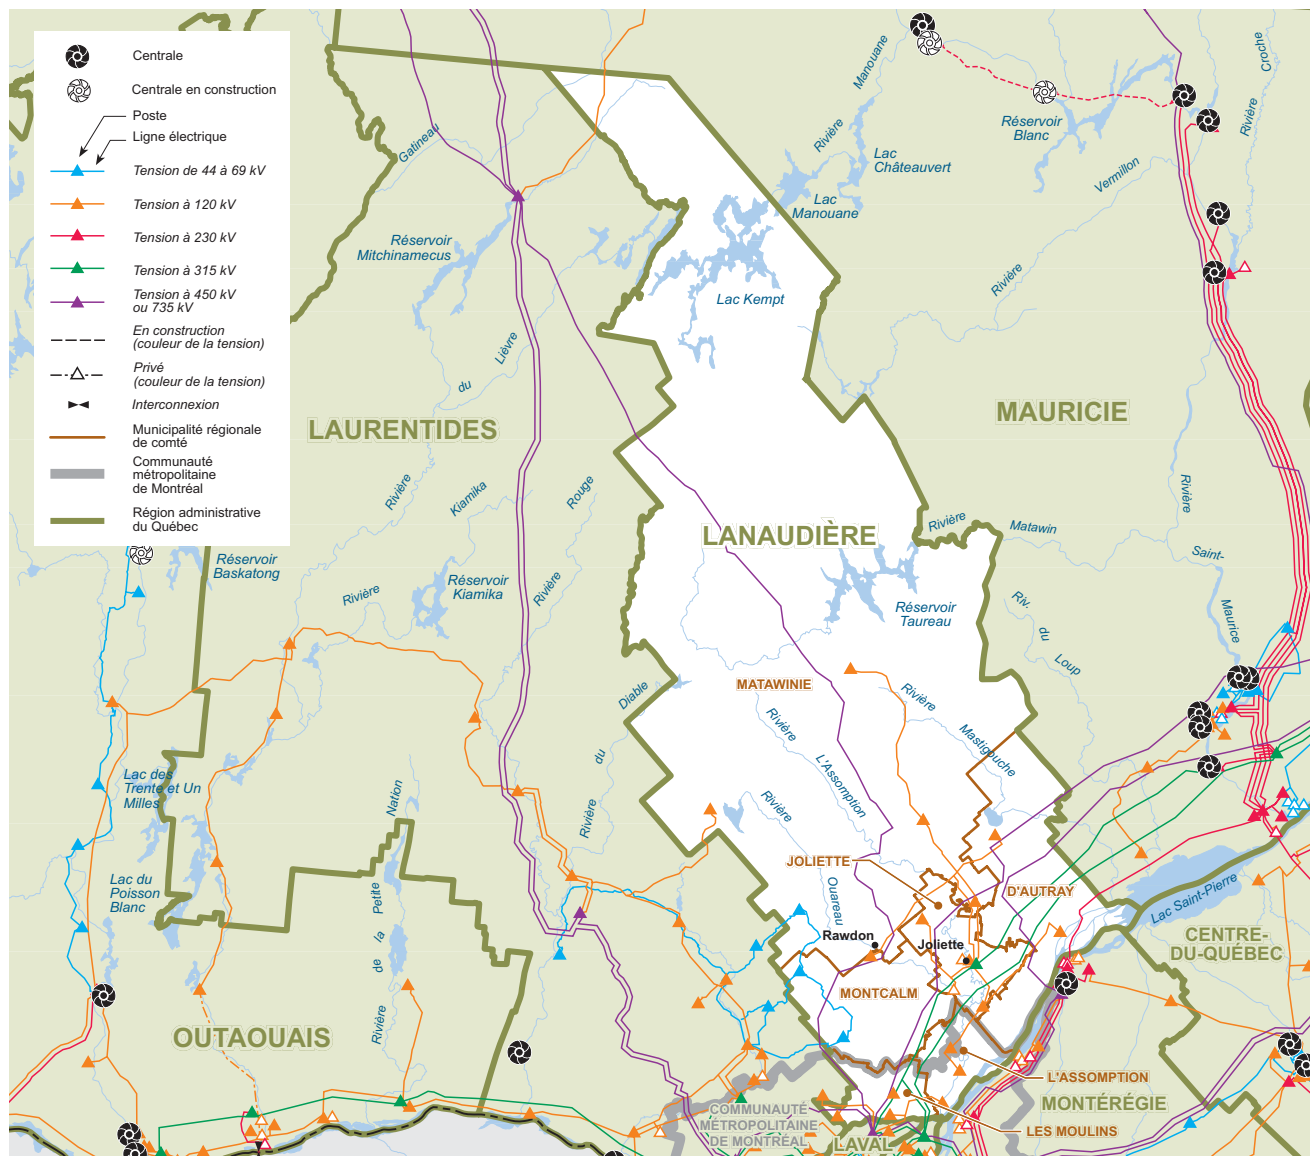 Centrale
Centrale en construction
Poste
Ligne électrique
Tension de 44 à 69 kV
Tension à 120 kV
Tension à 230 kV
Tension à 315 kV
Tension à 450 kV
ou 735 kV
En construction
(couleur de la tension)
Privé
(couleur de la tension)
Interconnexion
Municipalité régionale
de comté
Communauté
métropolitaine
de Montréal
Région administrative
du Québec
Gatineau
Réservoir
Mitchinamecus
Rivière
Manouane
Lac
Châteauvert
Lac
Manouane
Réservoir
Blanc
Rivière
Croche
Rivière
Vermillon
Lac Kempt
LAURENTIDES
MAURICIE
LANAUDIÈRE
Rivière
du
Lièvre
Rivière
Kiamika
Rivière
Rouge
Réservoir
Baskatong
Réservoir
Kiamika
Rivière
Matawin
Rivière
Saint-
Maurice
Réservoir
Taureau
Riv.
du
Loup
MATAWINIE
Rivière
du
Diable
Rivière
L'Assomption
Rivière
Mastigouche
Lac des
Trente et Un
Milles
Lac du
Poisson
Blanc
Rivière
de la
Petite
Nation
Rivière
Ouareau
JOLIETTE
D'AUTRAY
Rawdon
Joliette
MONTCALM
Lac Saint-Pierre
CENTRE-
DU-QUÉBEC
OUTAOUAIS
L'ASSOMPTION
MONTÉRÉGIE
LES MOULINS
COMMUNAUTÉ
MÉTROPOLITAINE
DE MONTRÉAL
LAVAL